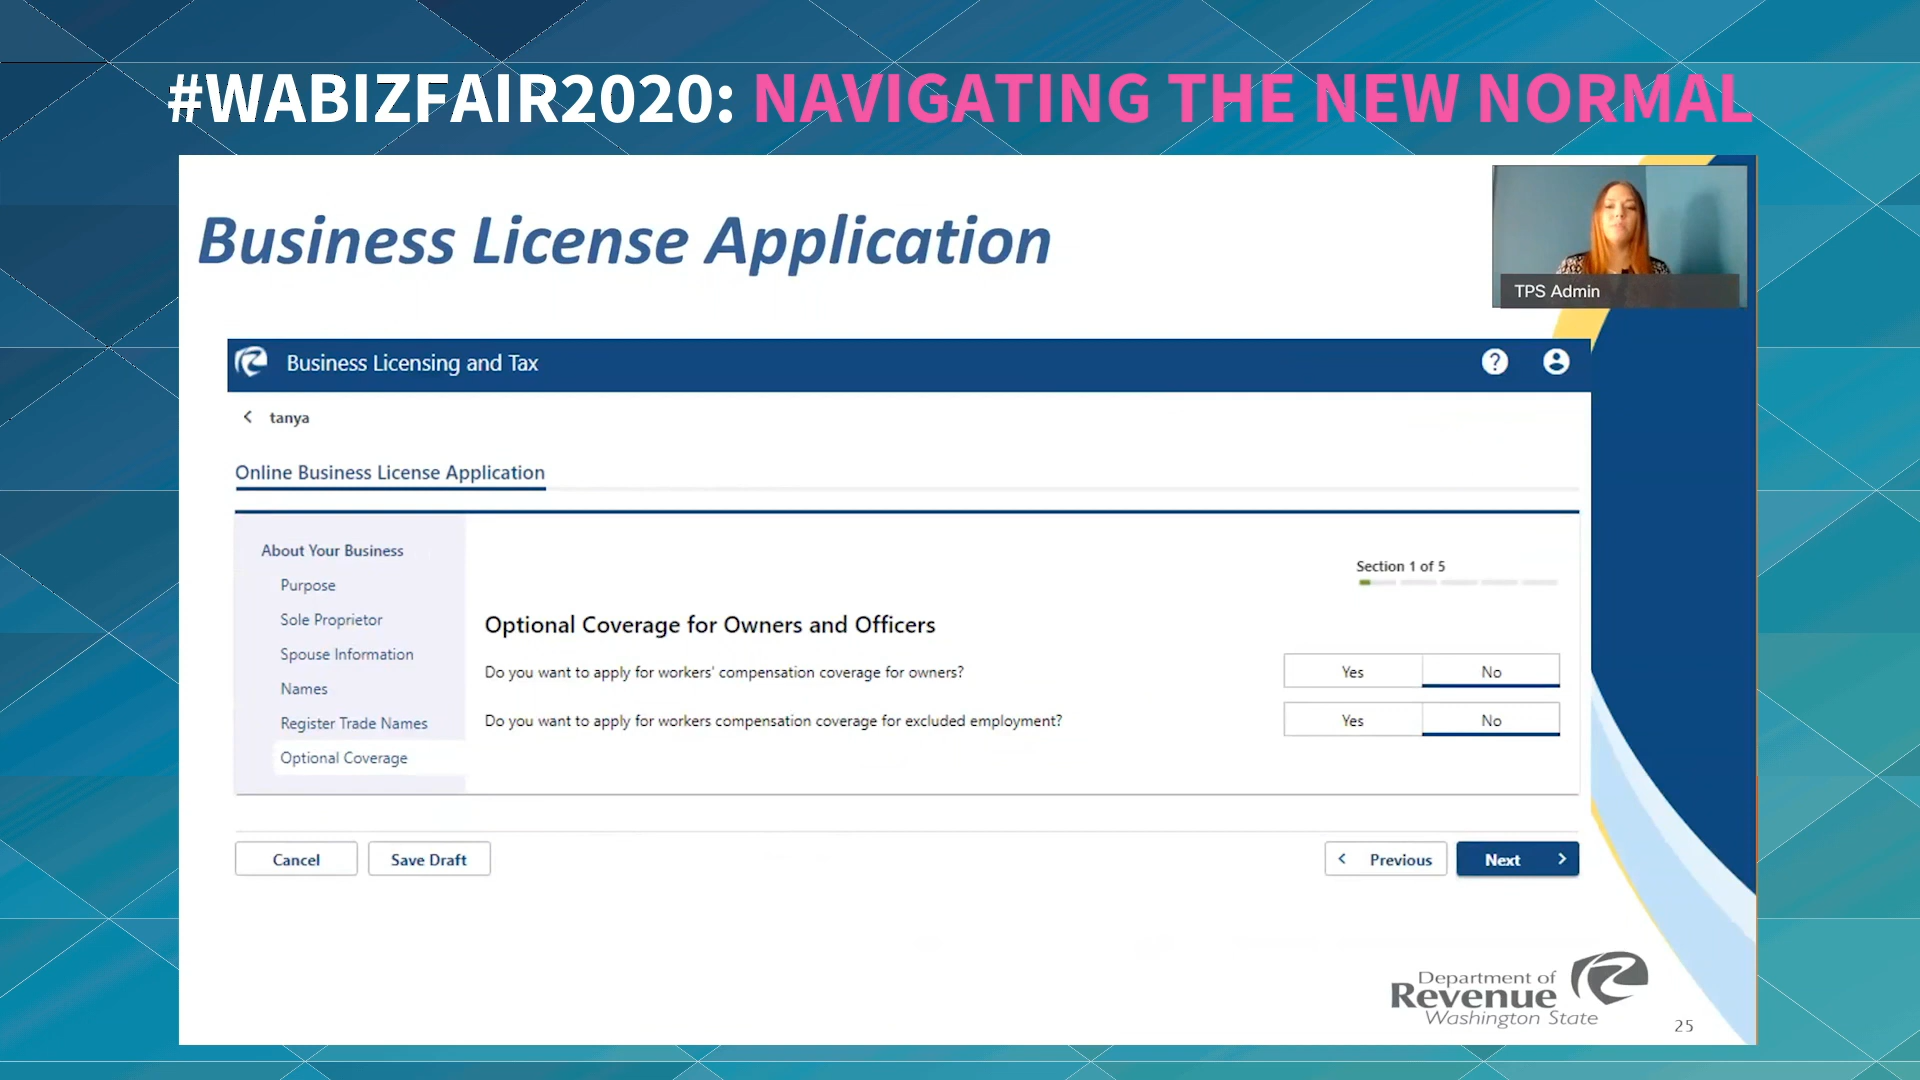 #WABIZFAIR2020: NAVIGATING THE NEW NORMAL
Business License Application
TPS Admin
Business Licensing and Tax
?
tanya
Online Business License Application
About Your Business
Purpose
Sole Proprietor
Spouse Information
Names
Register Trade Names
Optional Coverage
Section 1 of 5
Optional Coverage for Owners and Officers
Do you want to apply for workers' compensation coverage for owners? Yes No
Do you want to apply for workers compensation coverage for excluded employment? Yes No
Cancel Save Draft < Previous Next >
Department of
Revenue
Washington State
25